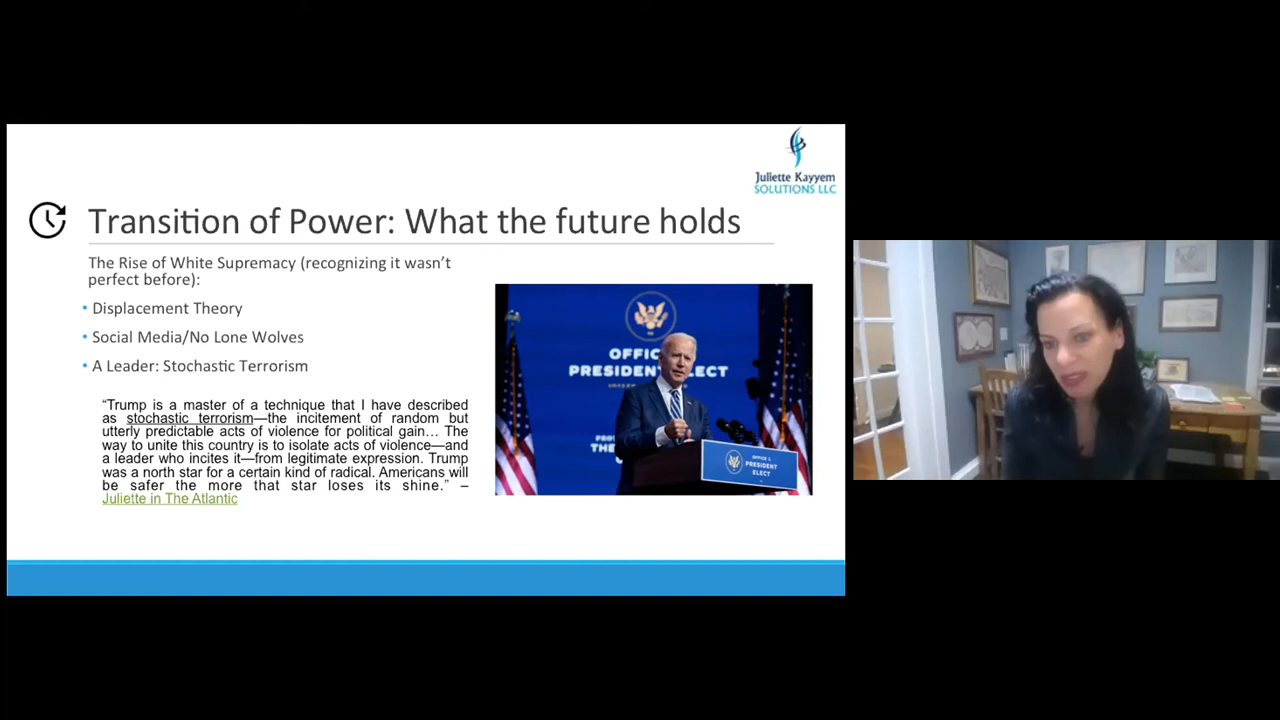 Juliette Kayyem
SOLUTIONS LLC
Transition of Power: What the future holds
The Rise of White Supremacy (recognizing it wasn't
perfect before):
• Displacement Theory
• Social Media/No Lone Wolves
• A Leader: Stochastic Terrorism
“Trump is a master of a technique that I have described
as stochastic terrorism—the incitement of random but
utterly predictable acts of violence for political gain… The
way to unite this country is to isolate acts of violence—and
a leader who incites it—from legitimate expression. Trump
was a north star for a certain kind of radical. Americans will
be safer the more that star loses its shine.” –
Juliette in The Atlantic
OFFIC
PRESIDENT ELECT
THE
PRESIDENT
ELECT